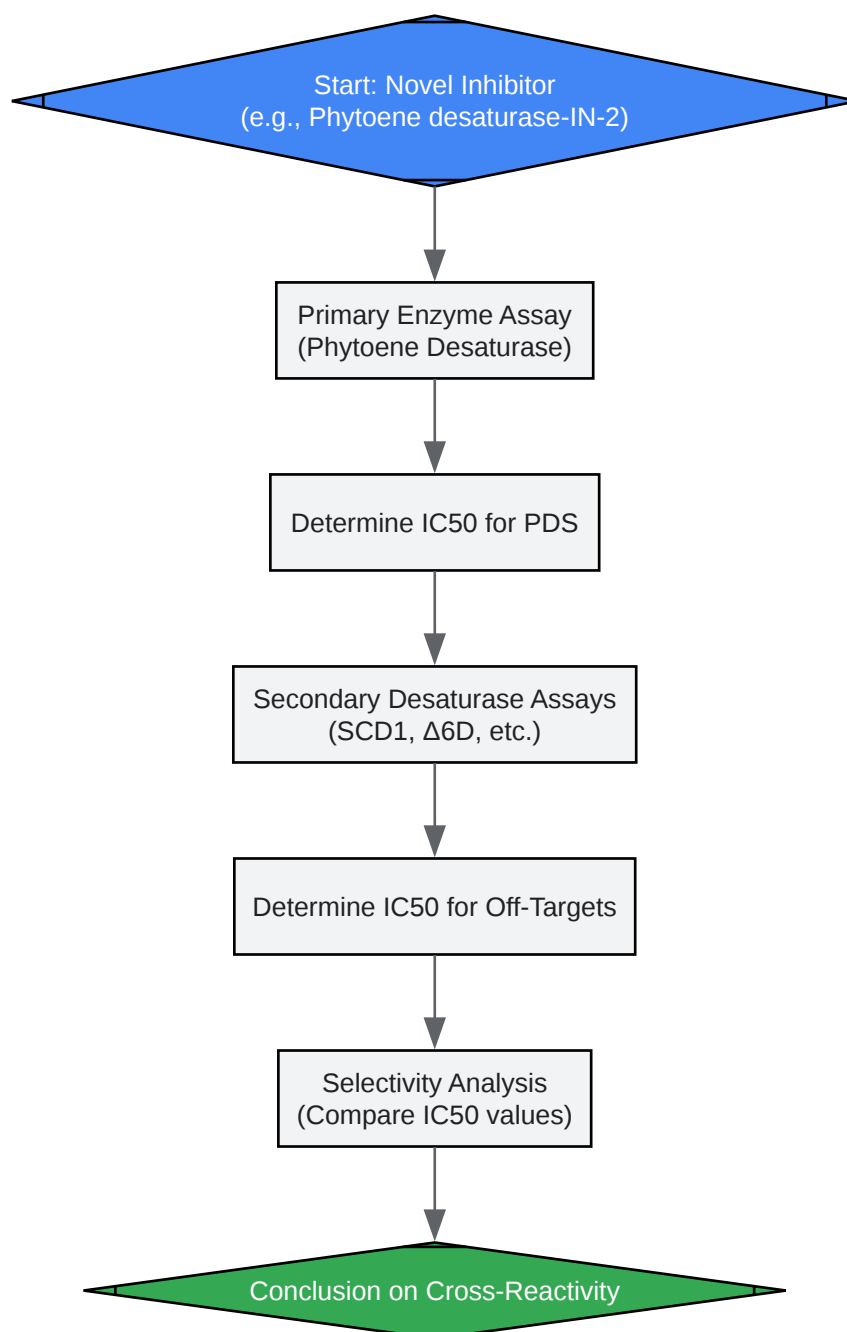 Start: Novel Inhibitor
(e.g., Phytoene desaturase-IN-2)
Primary Enzyme Assay
(Phytoene Desaturase)
Determine IC50 for PDS
Secondary Desaturase Assays
(SCD1, Δ6D, etc.)
Determine IC50 for Off-Targets
Selectivity Analysis
(Compare IC50 values)
Conclusion on Cross-Reactivity